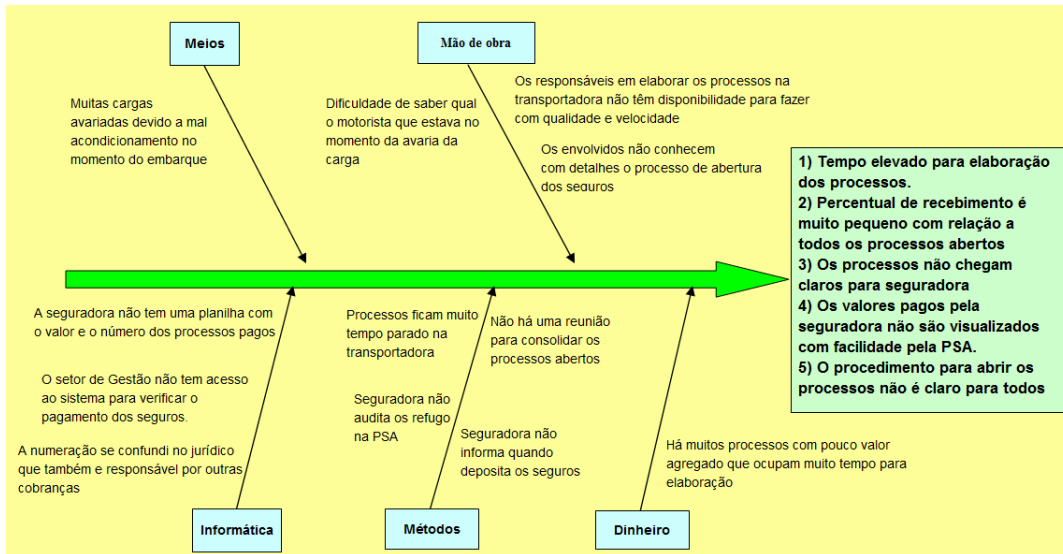 Meios
Mão de obra
Muitas cargas
avariadas devido a mal
acondicionamento no
momento do embarque
Dificuldade de saber qual
o motorista que estava no
momento da avaria da
carga
Os responsáveis em elaborar os processos na
transportadora não têm disponibilidade para fazer
com qualidade e velocidade
Os envolvidos não conhecem
com detalhes o processo de abertura
dos seguros
1) Tempo elevado para elaboração
dos processos.
2) Percentual de recebimento é
muito pequeno com relação a
todos os processos abertos
3) Os processos não chegam
claros para seguradora
4) Os valores pagos pela
seguradora não são visualizados
com facilidade pela PSA.
5) O procedimento para abrir os
processos não é claro para todos
A seguradora não tem uma planilha com
o valor e o número dos processos pagos
O setor de Gestão não tem acesso
ao sistema para verificar o
pagamento dos seguros.
A numeração se confundi no jurídico
que também e responsável por outras
cobranças
Processos ficam muito
tempo parado na
transportadora
Não há uma reunião
para consolidar os
processos abertos
Seguradora não
audita os refugo
na PSA
Seguradora não
informa quando
deposita os seguros
Há muitos processos com pouco valor
agregado que ocupam muito tempo para
elaboração
Informática
Métodos
Dinheiro